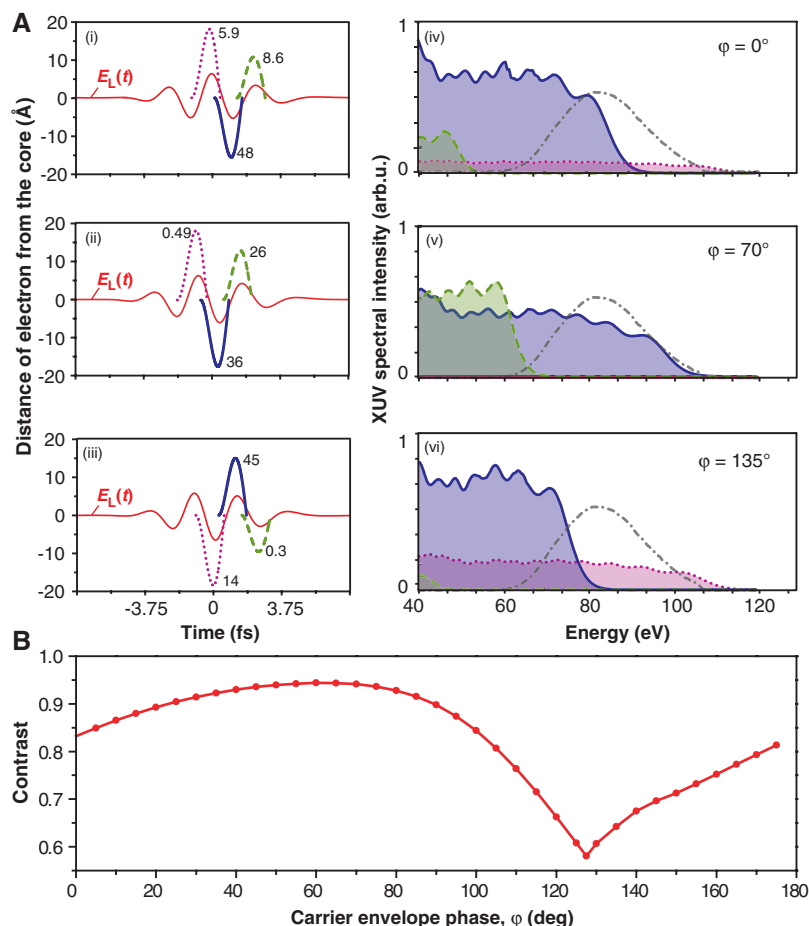 A
Distance of electron from the core (Å)
20
10
0
-10
-20
(i)
5.9
8.6
E_L(t)
48
20
10
0
-10
-20
(ii)
0.49
26
E_L(t)
36
20
10
0
-10
-20
(iii)
45
E_L(t)
0.3
14
-3.75
0
3.75
Time (fs)
XUV spectral intensity (arb.u.)
1
0
(iv)
φ = 0°
1
0
(v)
φ = 70°
1
0
(vi)
φ = 135°
40
60
80
100
120
Energy (eV)
B
Contrast
1.0
0.9
0.8
0.7
0.6
0
20
40
60
80
100
120
140
160
180
Carrier envelope phase, φ (deg)